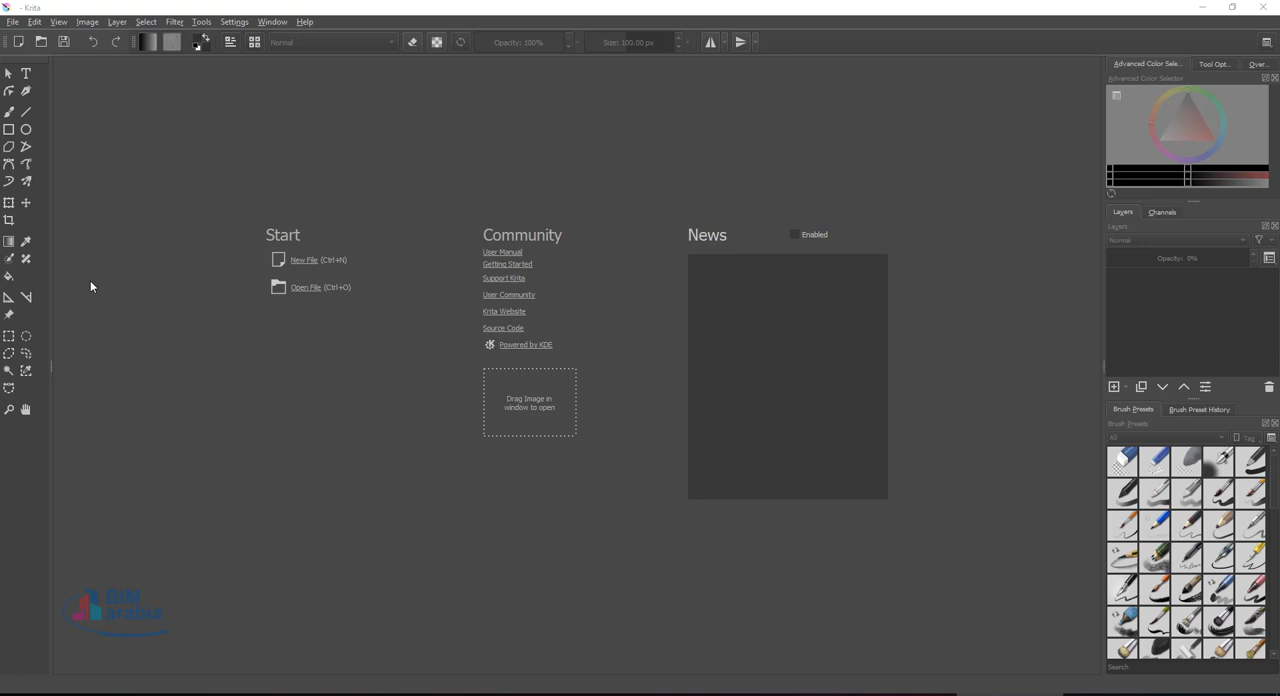 - Krita
File Edit View Image Layer Select Filter Tools Settings Window Help
Normal Opacity: 100% Size: 100.00 px
Advanced Color Sele... Tool Opt... Over...
Advanced Color Selector
Layers Channels
Layers
Normal
Opacity: 0%
Start
New File (Ctrl+N)
Open File (Ctrl+O)
Community
User Manual
Getting Started
Support Krita
User Community
Krita Website
Source Code
Powered by KDE
Drag Image in
window to open
News Enabled
Brush Presets Brush Preset History
Brush Presets
All Tag
Search
BIM
arabia